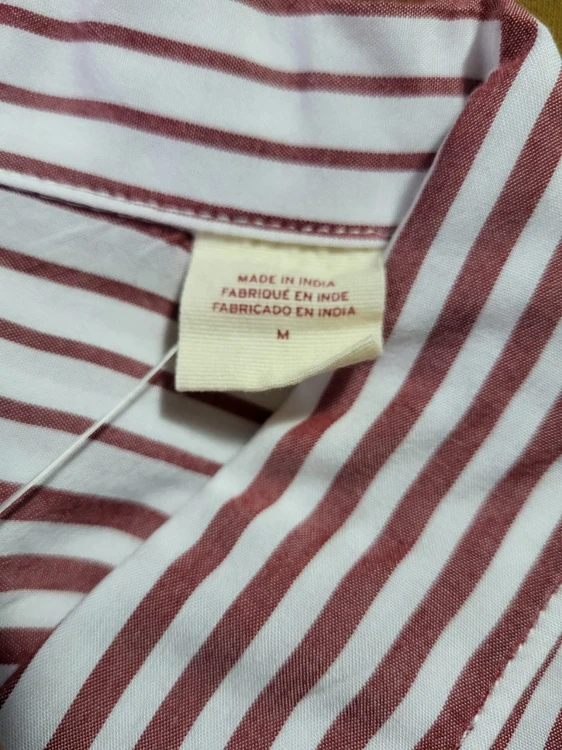 MADE IN INDIA
FABRIQUÉ EN INDE
FABRICADO EN INDIA
M